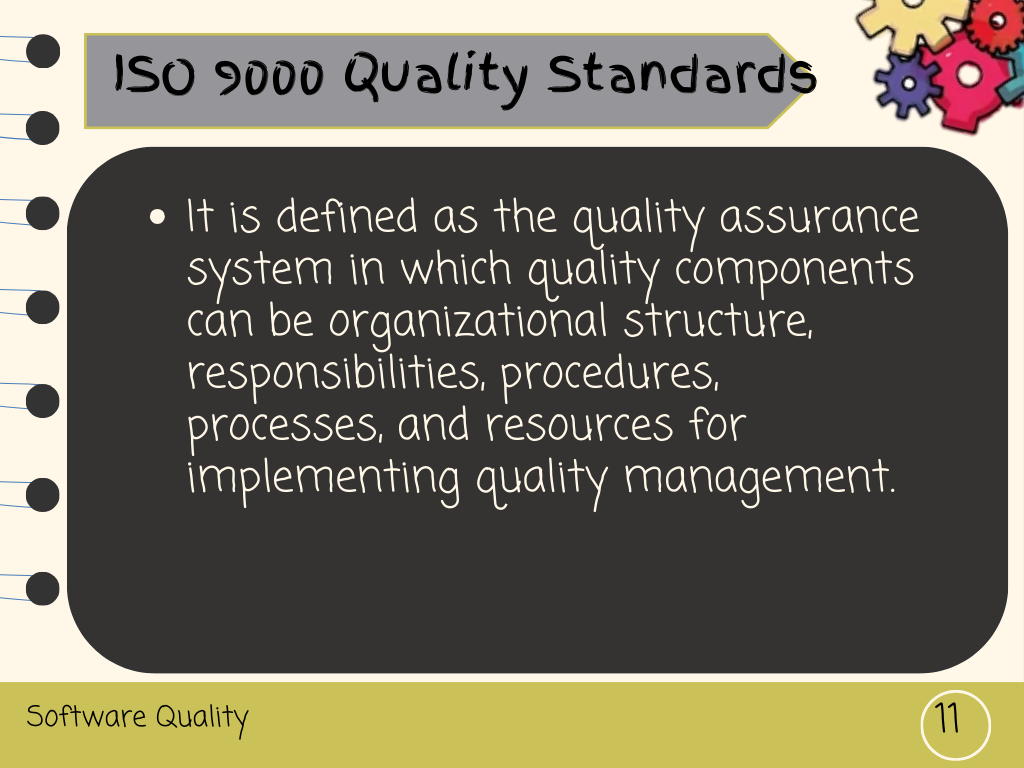 ISO 9000 Quality Standards
• It is defined as the quality assurance
system in which quality components
can be organizational structure,
responsibilities, procedures,
processes, and resources for
implementing quality management.
Software Quality
11